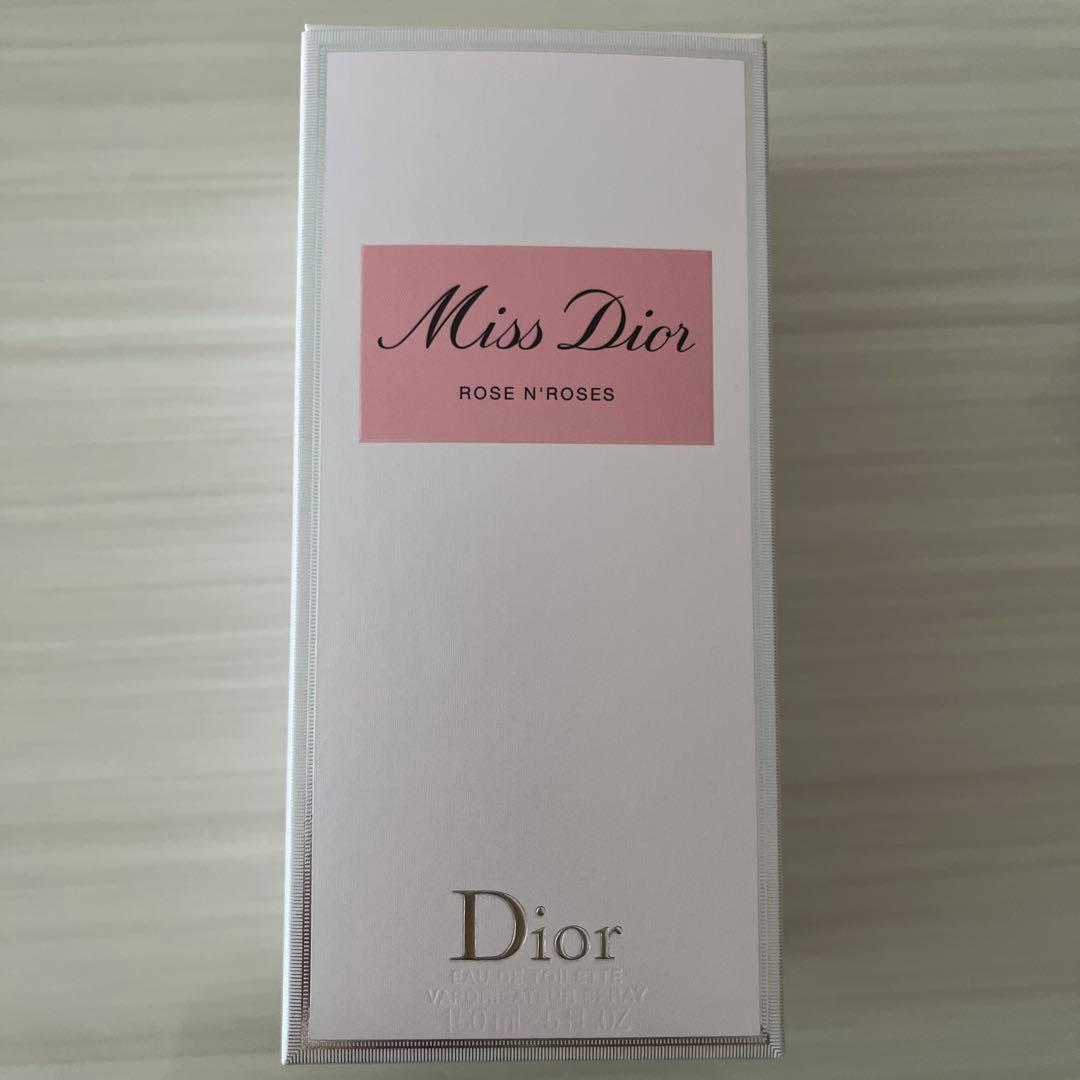 Miss Dior
ROSE N'ROSES
Dior
EAU DE TOILETTE
VAPORISATEUR SPRAY
150 ml · 5 FL.OZ